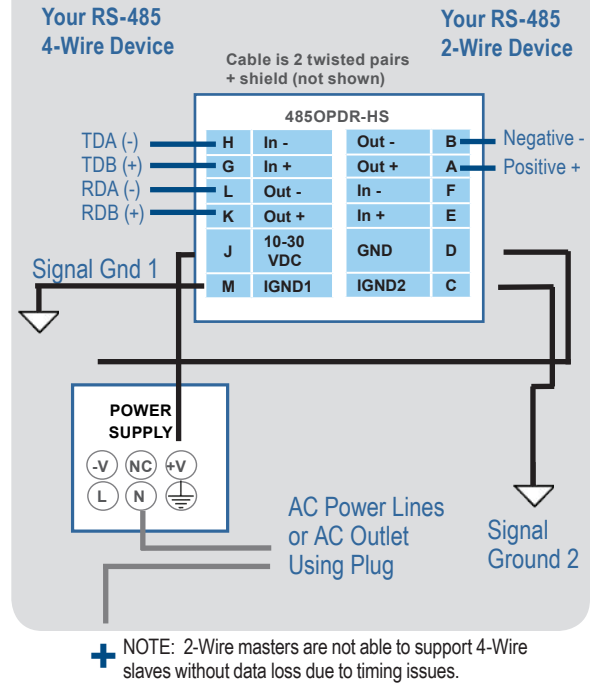 Your RS-485
4-Wire Device
Your RS-485
2-Wire Device
Cable is 2 twisted pairs
+ shield (not shown)
485OPDR-HS
TDA (-) H In - Out - B Negative -
TDB (+) G In + Out + A Positive +
RDA (-) L Out - In - F
RDB (+) K Out + In + E
J 10-30 VDC GND D
Signal Gnd 1
M IGND1 IGND2 C
POWER
SUPPLY
-V NC +V
L N
AC Power Lines
or AC Outlet
Using Plug
Signal
Ground 2
+ NOTE: 2-Wire masters are not able to support 4-Wire
slaves without data loss due to timing issues.